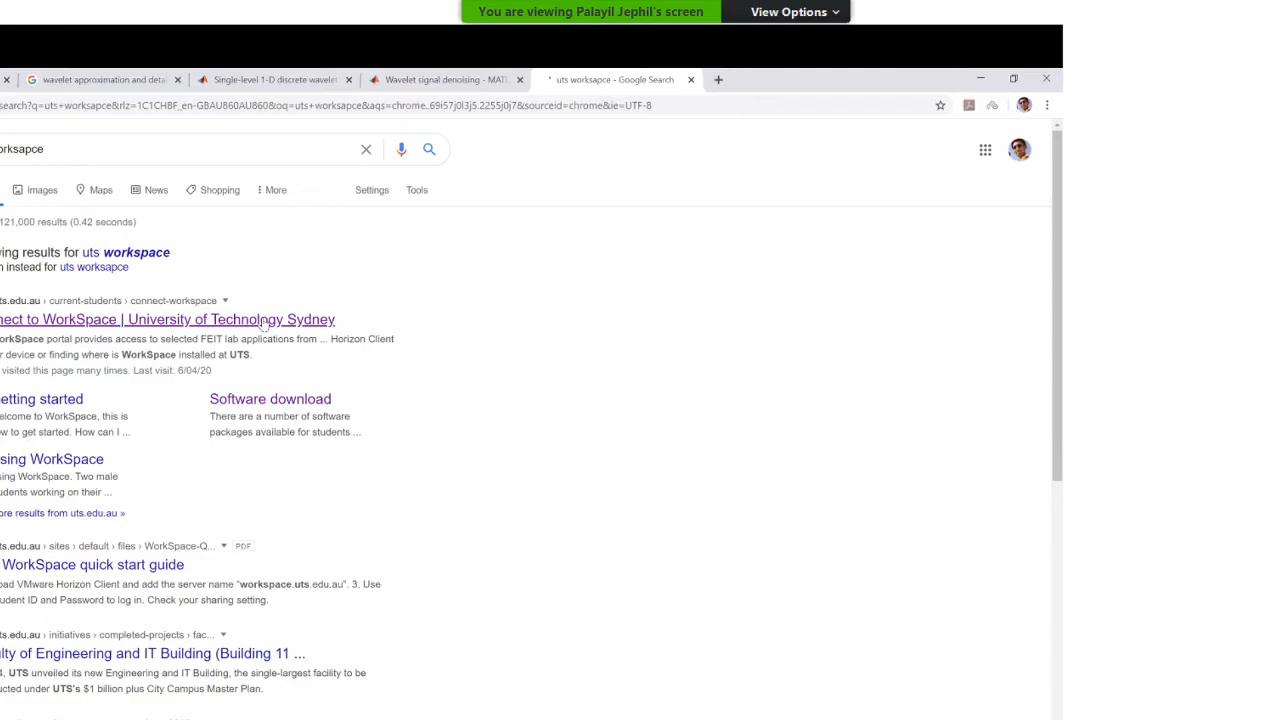 You are viewing Palayil Jephil's screen
View Options
wavelet approximation and deta
Single-level 1-D discrete wavelet
Wavelet signal denoising - MATL
uts worksapce - Google Search
search?q=uts+worksapce&rlz=1C1CHBF_en-GBAU860AU860&oq=uts+worksapce&aqs=chrome..69i57j0l3j5.2255j0j7&sourceid=chrome&ie=UTF-8
orksapce
Images
Maps
News
Shopping
More
Settings
Tools
121,000 results (0.42 seconds)
wing results for uts workspace
n instead for uts worksapce
ts.edu.au › current-students › connect-workspace
nect to WorkSpace | University of Technology Sydney
orkSpace portal provides access to selected FEIT lab applications from ... Horizon Client
r device or finding where is WorkSpace installed at UTS.
visited this page many times. Last visit: 6/04/20
etting started
Software download
elcome to WorkSpace, this is
There are a number of software
w to get started. How can I ...
packages available for students ...
sing WorkSpace
sing WorkSpace. Two male
udents working on their ...
ore results from uts.edu.au »
ts.edu.au › sites › default › files › WorkSpace-Q... PDF
WorkSpace quick start guide
oad VMware Horizon Client and add the server name "workspace.uts.edu.au". 3. Use
udent ID and Password to log in. Check your sharing setting.
ts.edu.au › initiatives › completed-projects › fac...
lty of Engineering and IT Building (Building 11 ...
4, UTS unveiled its new Engineering and IT Building, the single-largest facility to be
ucted under UTS's $1 billion plus City Campus Master Plan.